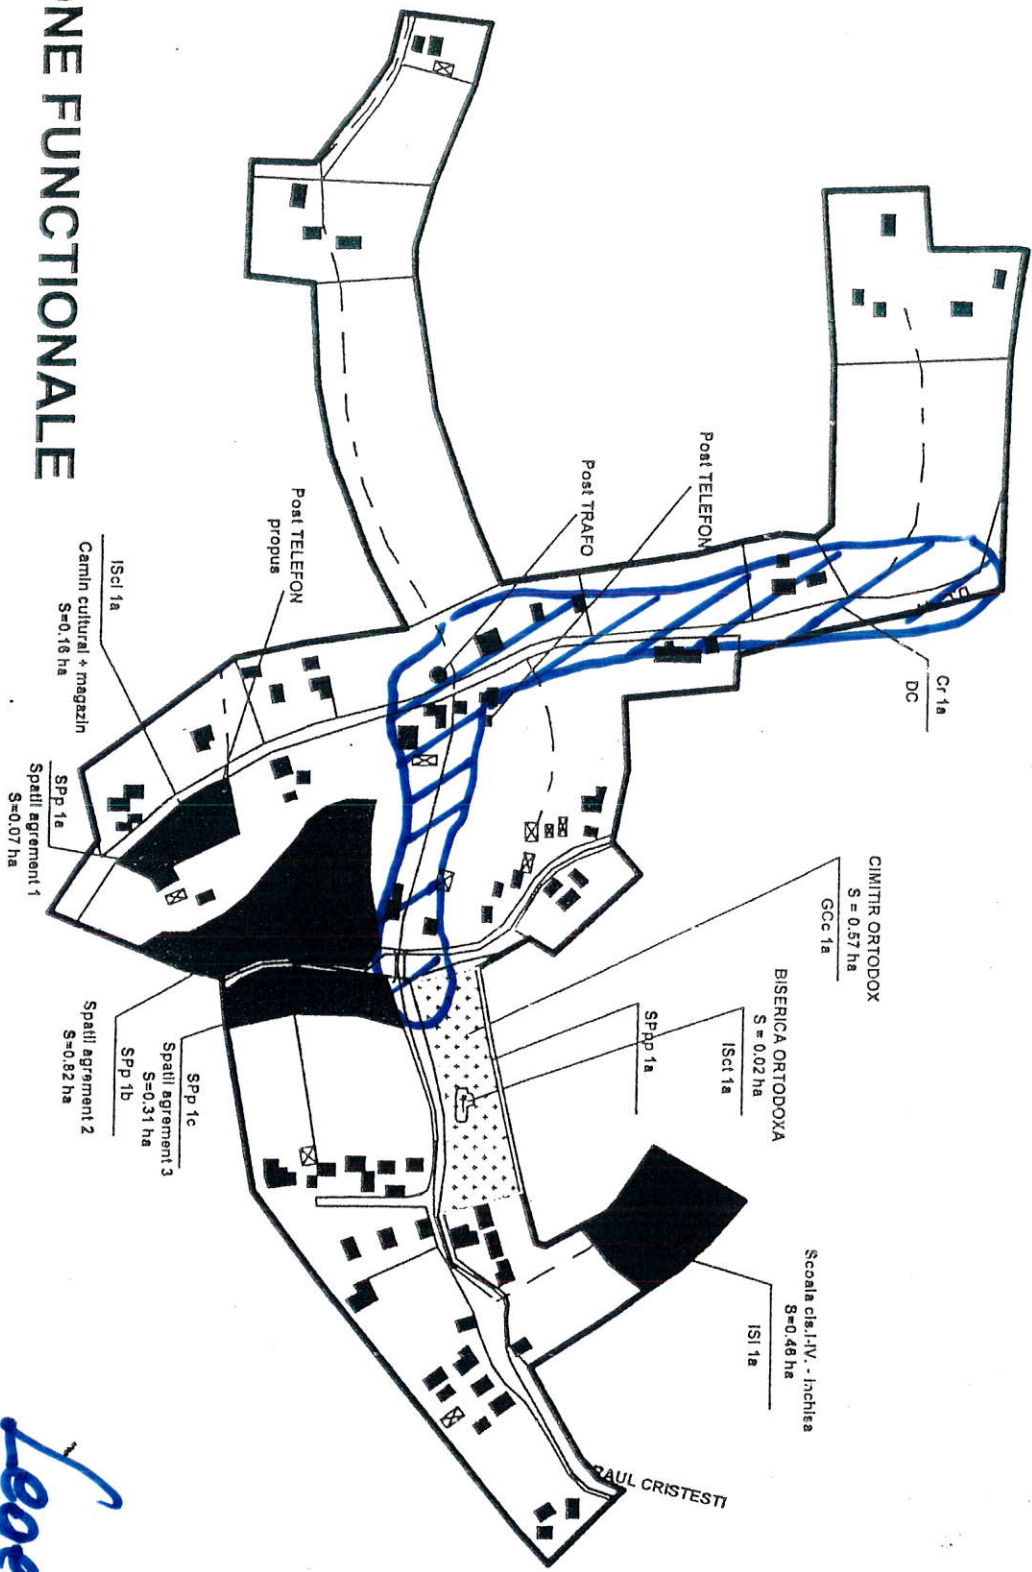 ONE FUNCTIONALE
Cr 1a
DC
Post TELEFON
Post TRAFO
Post TELEFON
propus
IScl 1a
Camin cultural + magazin
S=0.16 ha
SPp 1a
Spatii agrement 1
S=0.07 ha
CIMITIR ORTODOX
S = 0.57 ha
GCc 1a
BISERICA ORTODOXA
S = 0.02 ha
ISct 1a
SPpp 1a
SPp 1c
Spatii agrement 3
S=0.31 ha
SPp 1b
Spatii agrement 2
S=0.82 ha
Scoala cls.I-IV. - inchisa
S=0.48 ha
ISI 1a
RAUL CRISTESTI